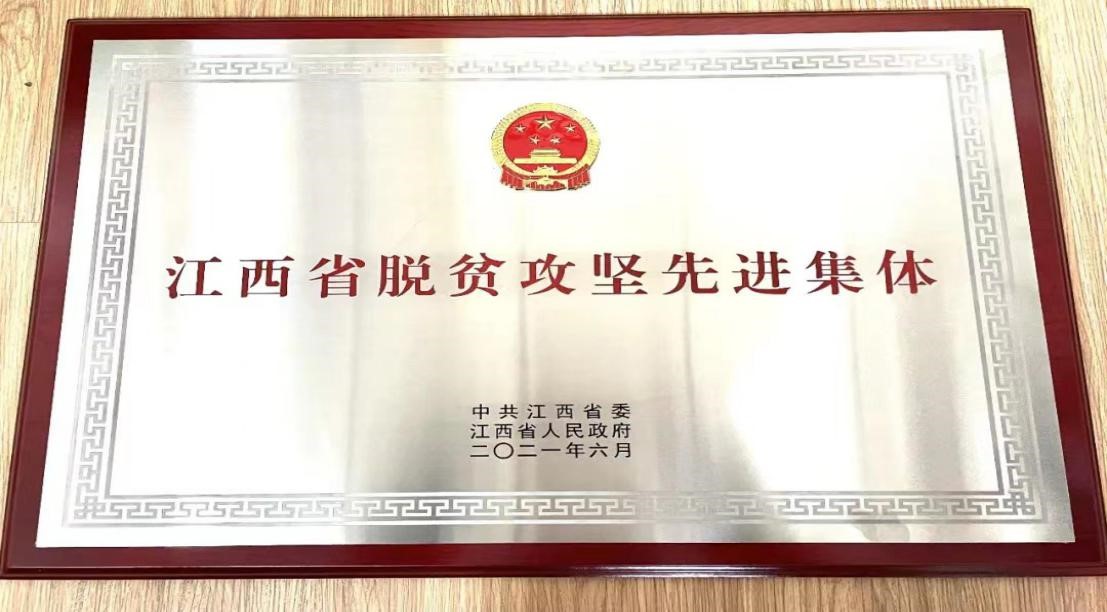 江西省脱贫攻坚先进集体
中共江西省委
江西省人民政府
二〇二一年六月